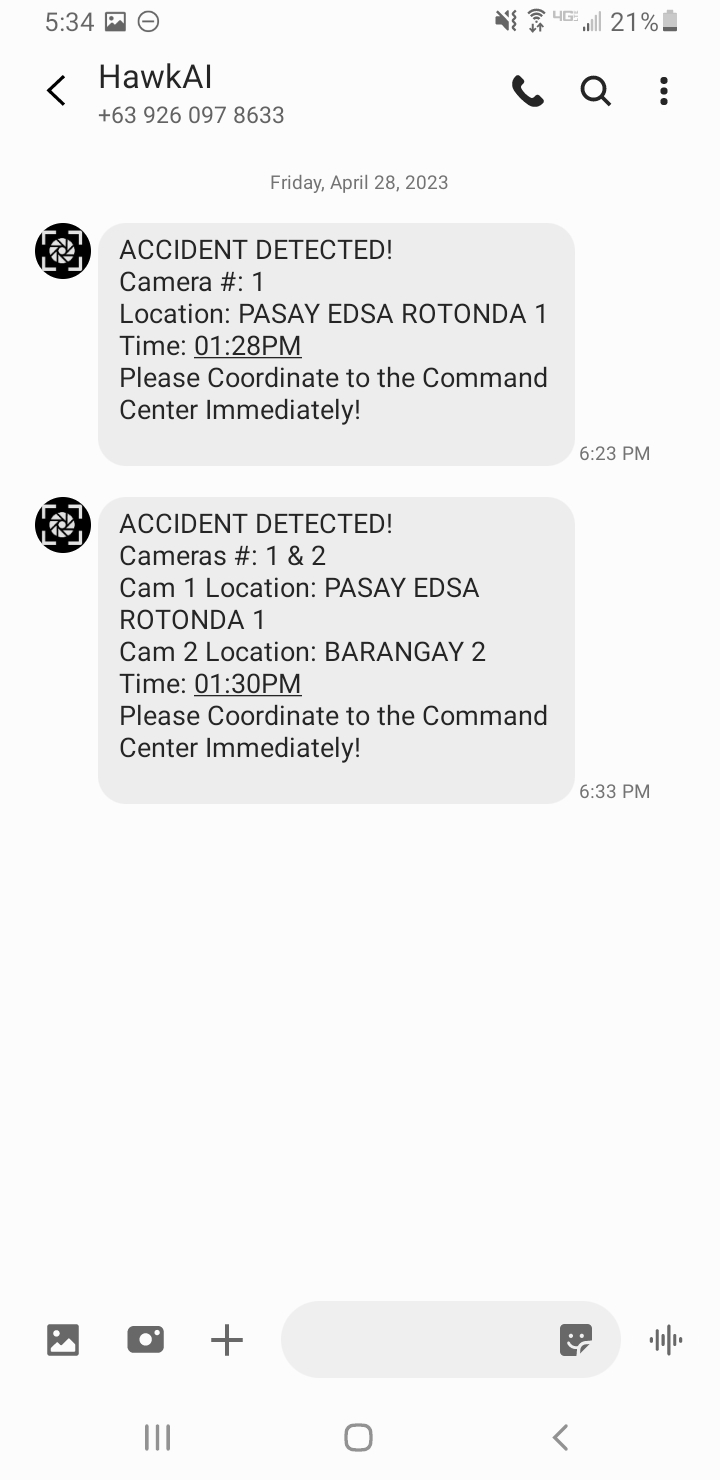 5:34
4GE 21%
HawkAI
+63 926 097 8633
Friday, April 28, 2023
ACCIDENT DETECTED!
Camera #: 1
Location: PASAY EDSA ROTONDA 1
Time: 01:28PM
Please Coordinate to the Command
Center Immediately!
6:23 PM
ACCIDENT DETECTED!
Cameras #: 1 & 2
Cam 1 Location: PASAY EDSA
ROTONDA 1
Cam 2 Location: BARANGAY 2
Time: 01:30PM
Please Coordinate to the Command
Center Immediately!
6:33 PM